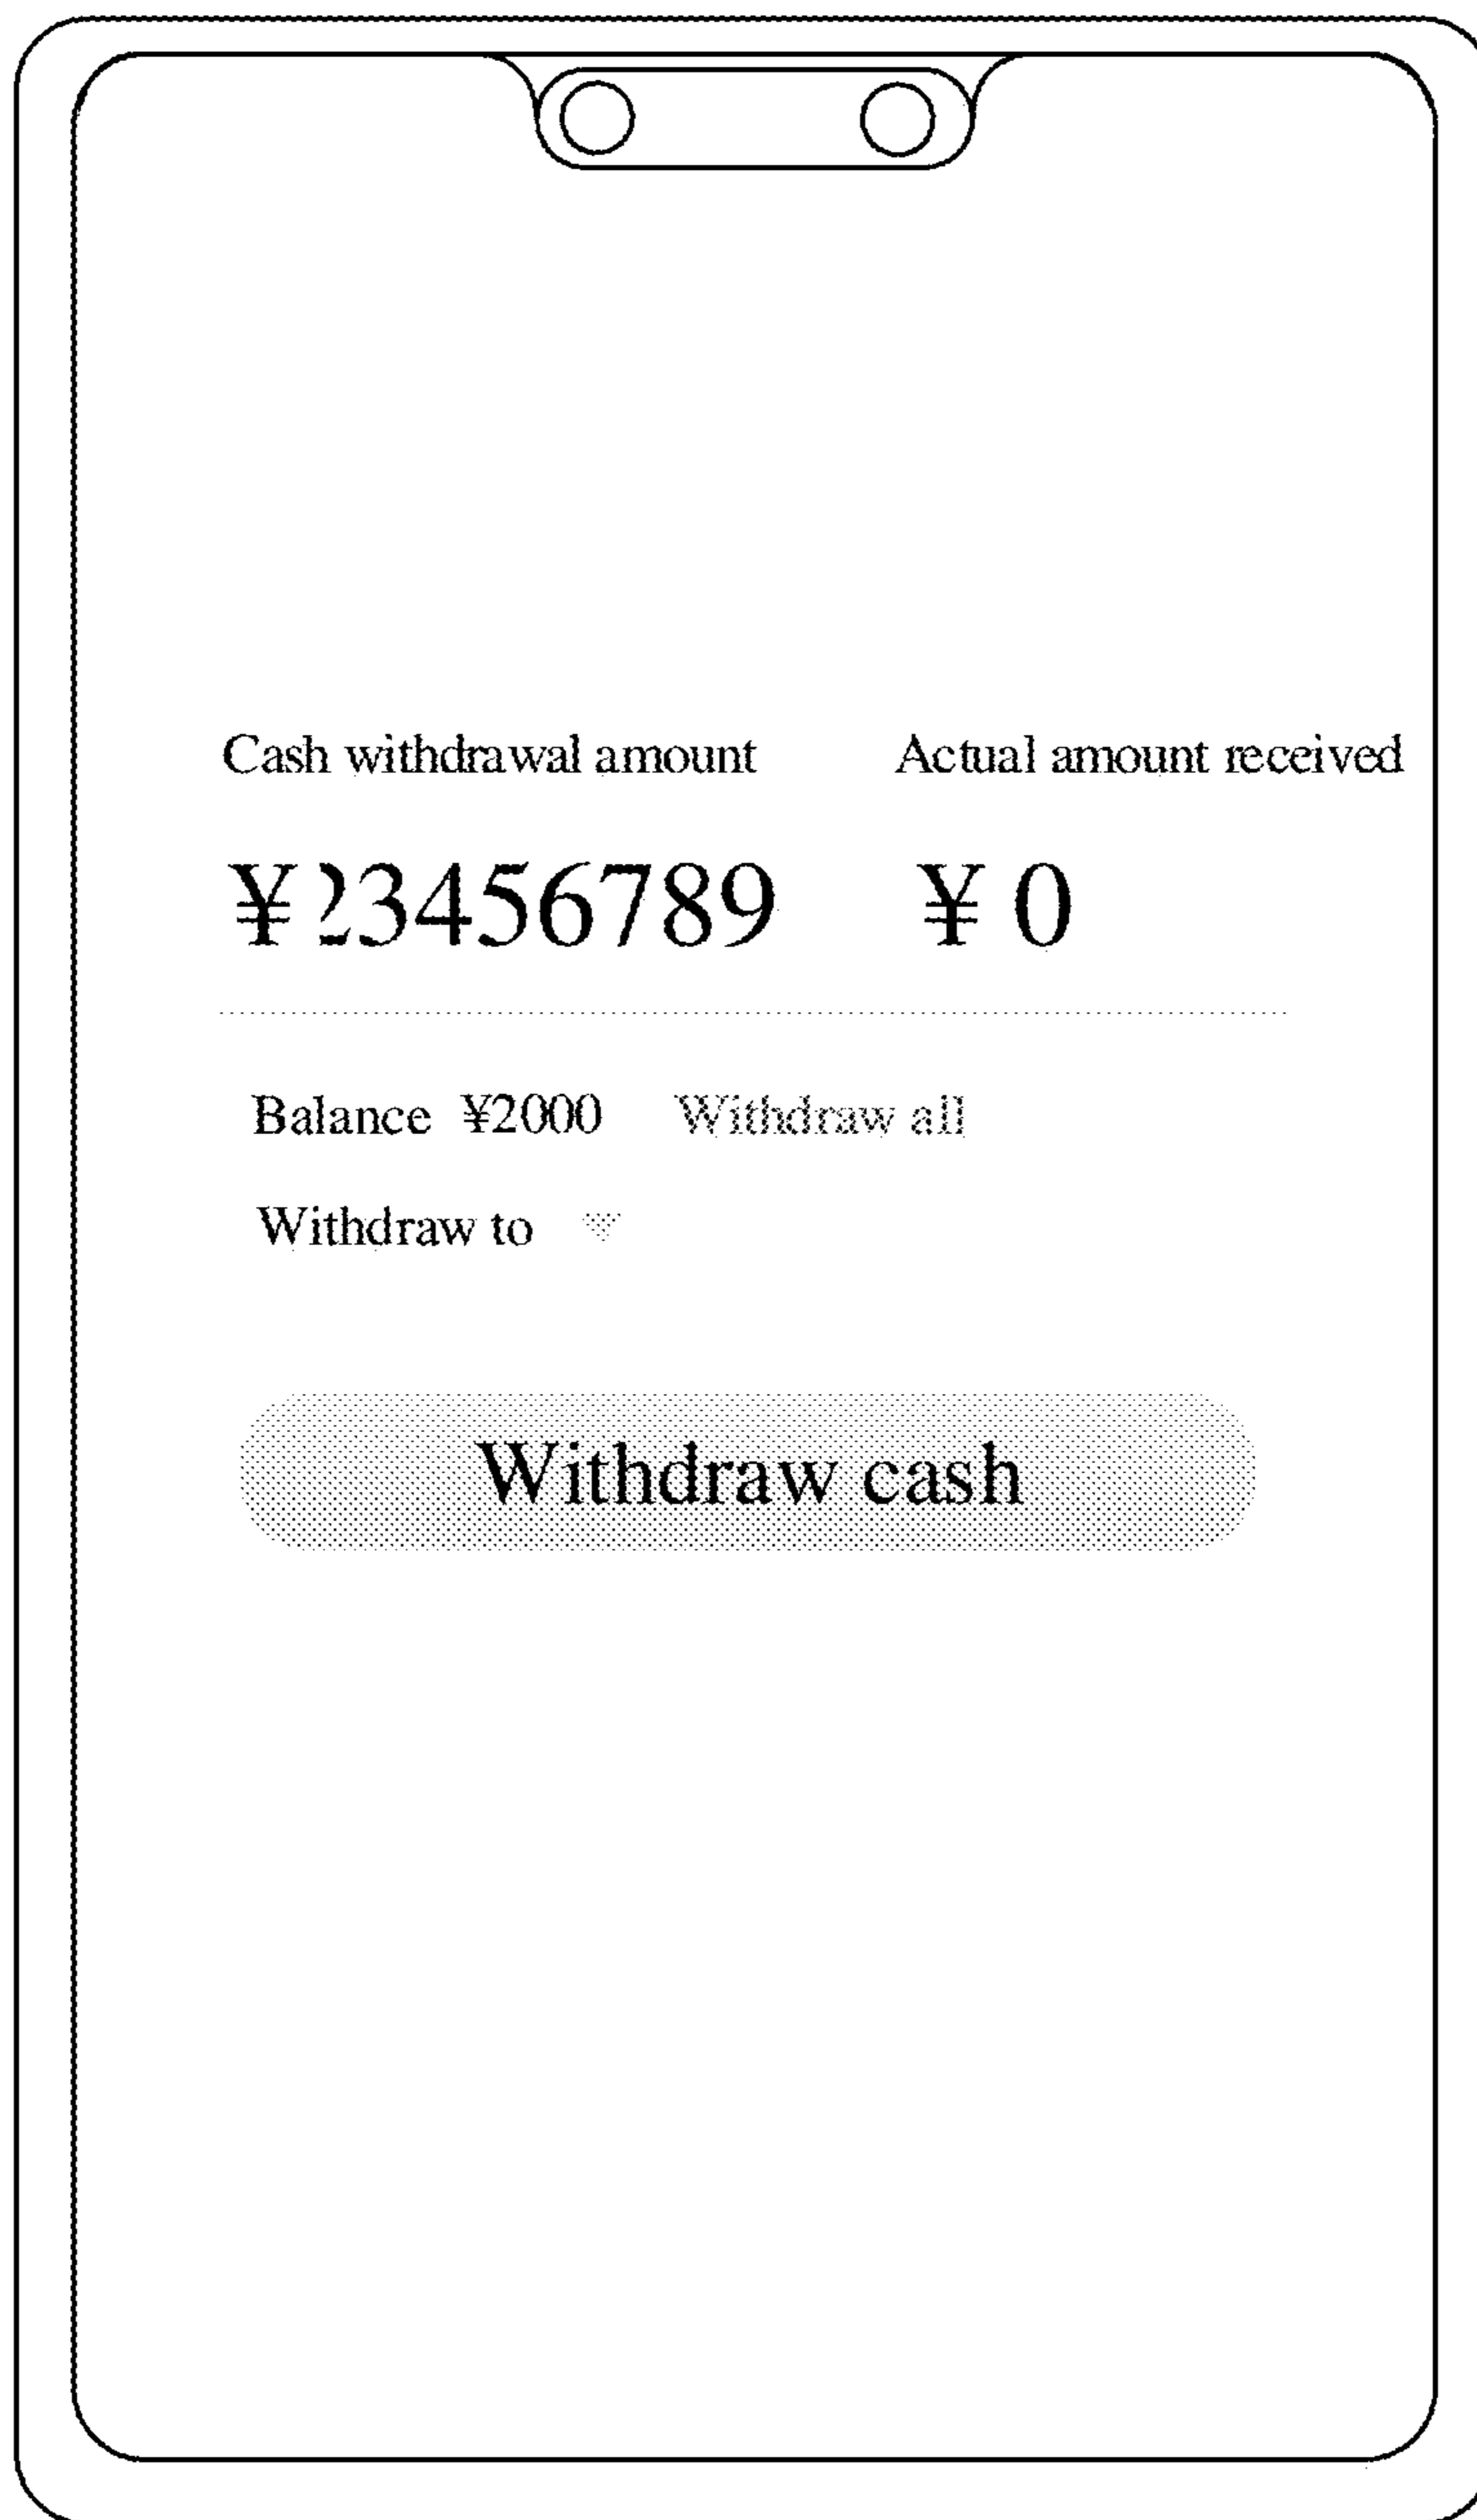 Cash withdrawal amount Actual amount received
¥23456789 ¥ 0
Balance ¥2000 Withdraw all
Withdraw to
Withdraw cash